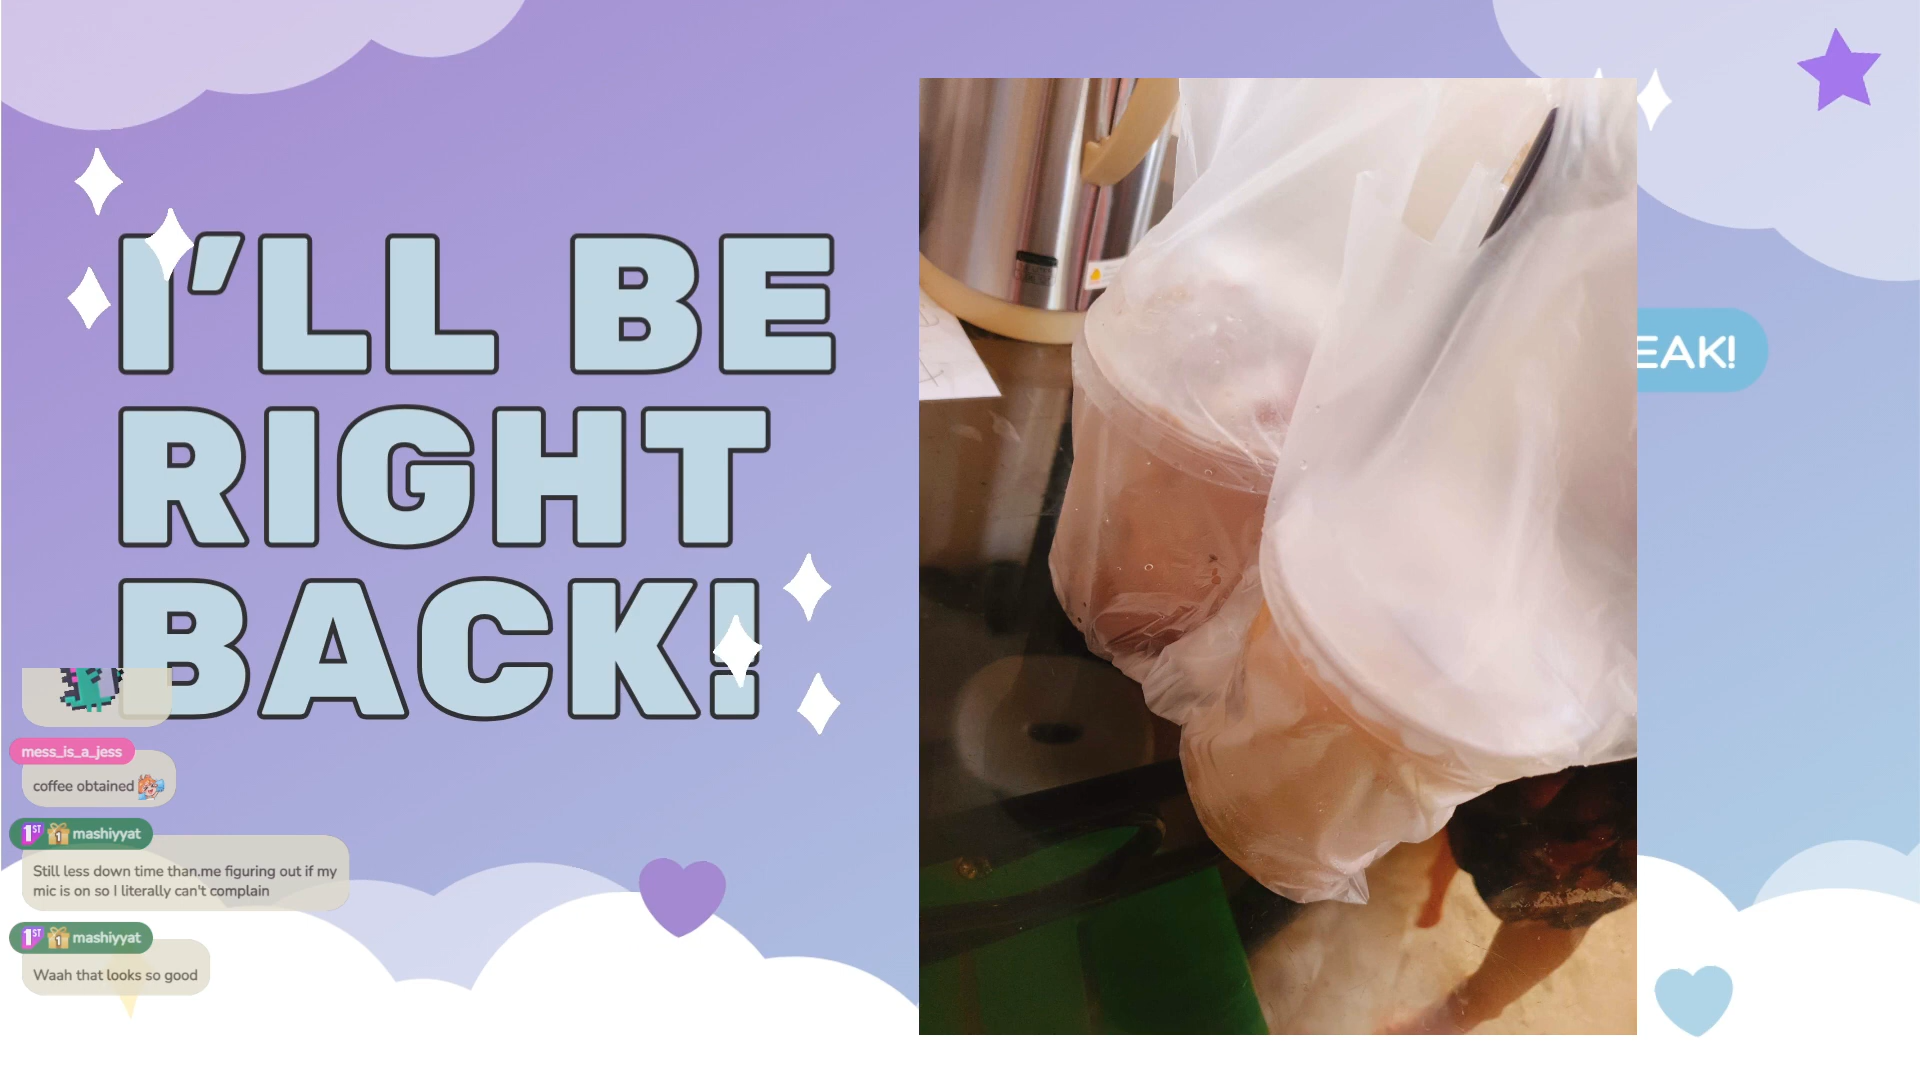 I'LL BE
RIGHT
BACK!
EAK!
mess_is_a_jess
coffee obtained
1ST 1 mashiyyat
Still less down time than.me figuring out if my
mic is on so I literally can't complain
1ST 1 mashiyyat
Waah that looks so good